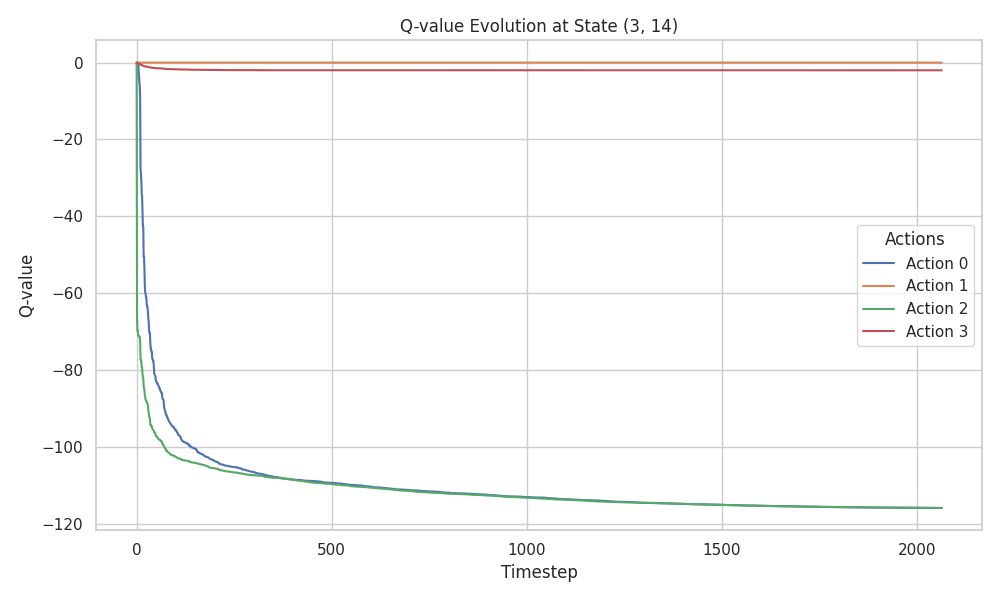 Q-value Evolution at State (3, 14)
Q-value
0
−20
−40
−60
−80
−100
−120
Actions
Action 0
Action 1
Action 2
Action 3
0
500
1000
1500
2000
Timestep